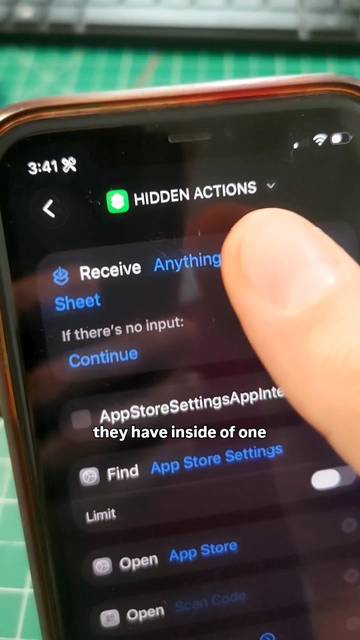 3:41
HIDDEN ACTIONS
Receive Anything
Sheet
If there's no input:
Continue
AppStoreSettingsAppInte
they have inside of one
Find App Store Settings
Limit
Open App Store
Open Scan Code